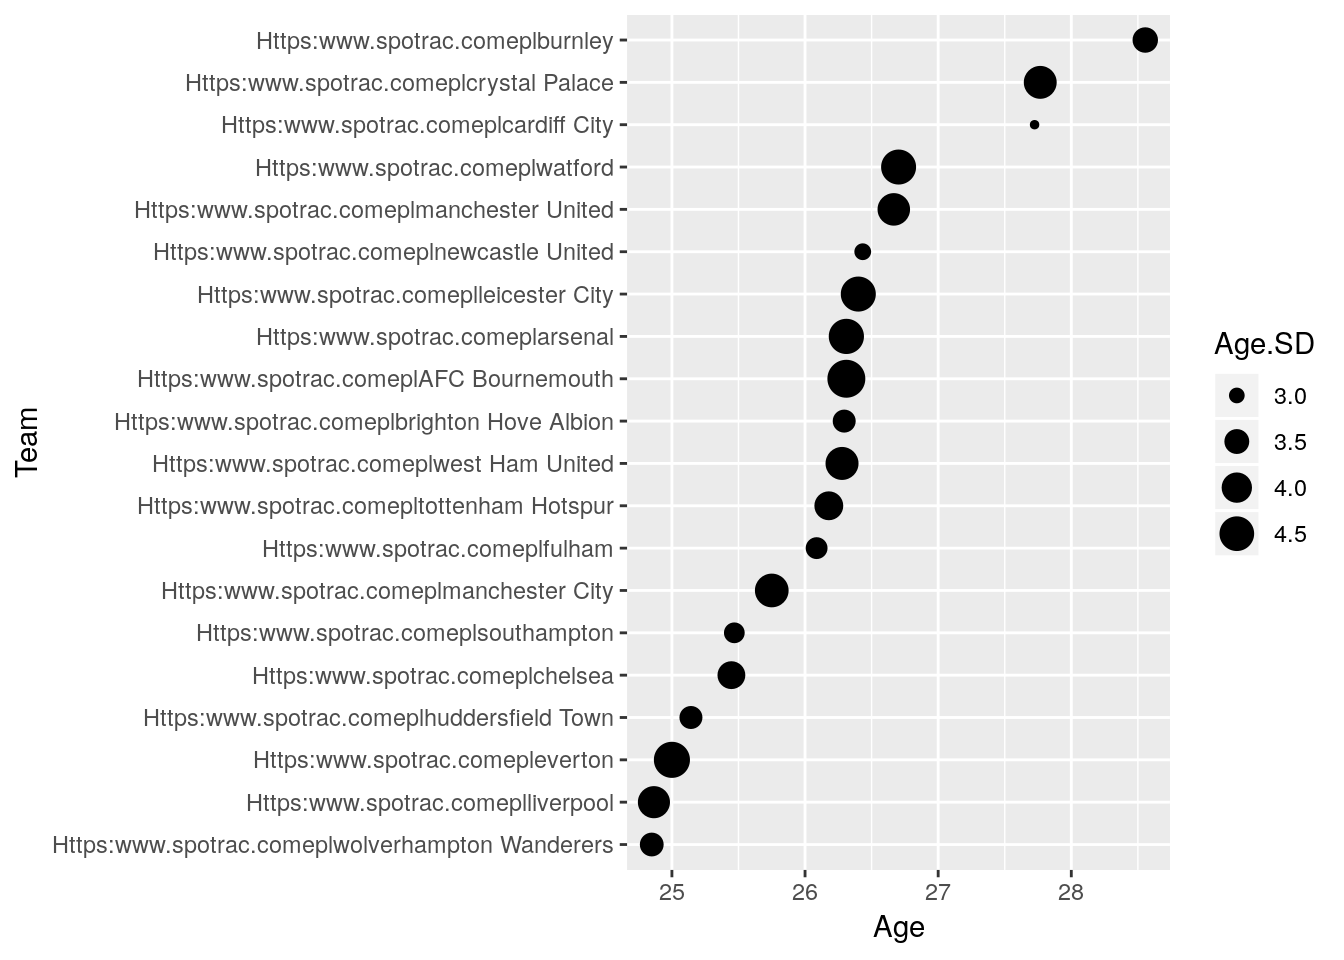 Https:www.spotrac.comeplburnley
Https:www.spotrac.comeplcrystal Palace
Https:www.spotrac.comeplcardiff City
Https:www.spotrac.comeplwatford
Https:www.spotrac.comeplmanchester United
Https:www.spotrac.comeplnewcastle United
Https:www.spotrac.comeplleicester City
Https:www.spotrac.comeplarsenal
Https:www.spotrac.comeplAFC Bournemouth
Https:www.spotrac.comeplbrighton Hove Albion
Https:www.spotrac.comeplwest Ham United
Https:www.spotrac.comepltottenham Hotspur
Https:www.spotrac.comeplfulham
Https:www.spotrac.comeplmanchester City
Https:www.spotrac.comeplsouthampton
Https:www.spotrac.comeplchelsea
Https:www.spotrac.comeplhuddersfield Town
Https:www.spotrac.comepleverton
Https:www.spotrac.comeplliverpool
Https:www.spotrac.comeplwolverhampton Wanderers
Team
25 26 27 28
Age
Age.SD
3.0
3.5
4.0
4.5